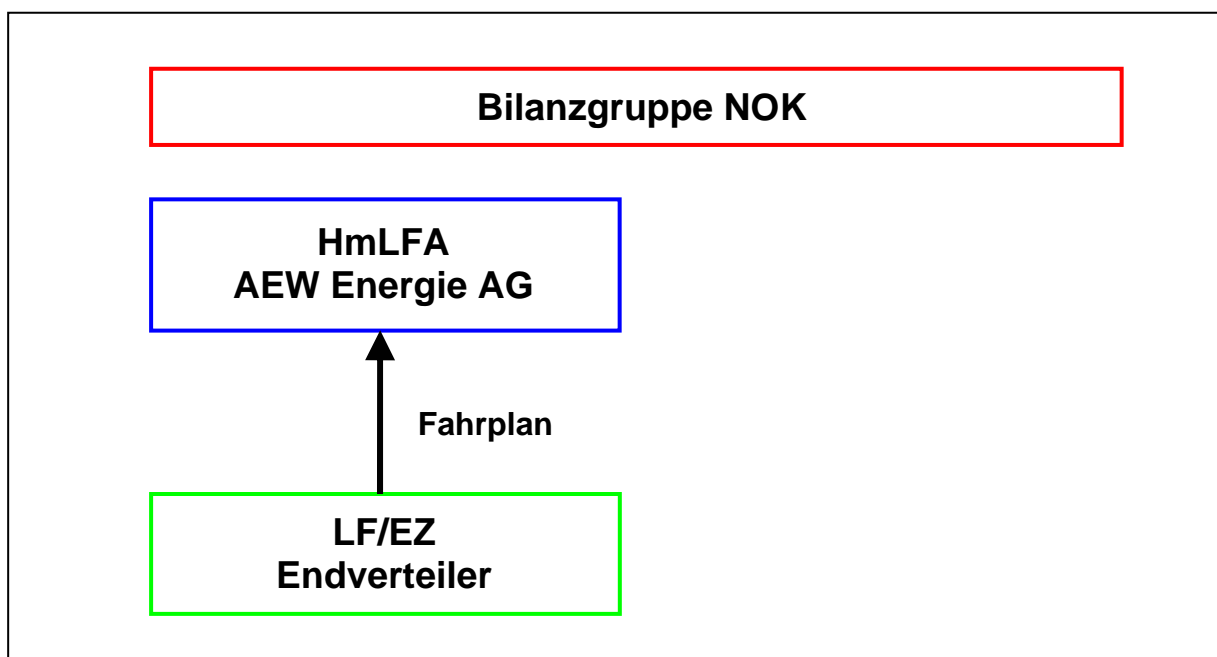 Bilanzgruppe NOK
HmLFA
AEW Energie AG
Fahrplan
LF/EZ
Endverteiler